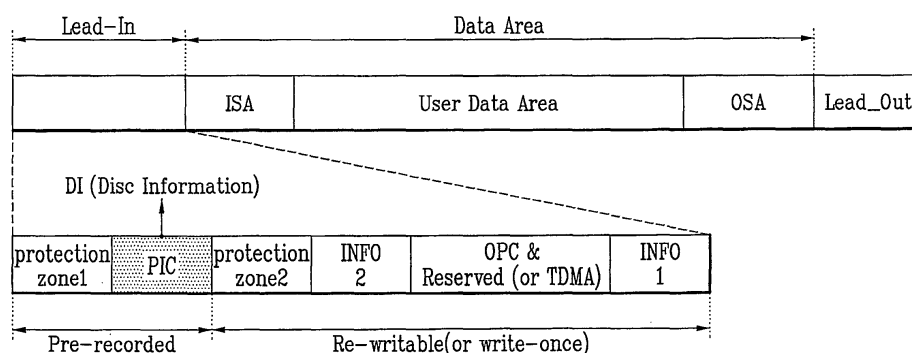 Lead-In
Data Area
ISA
User Data Area
OSA
Lead_Out
DI (Disc Information)
protection
zone1
PIC
protection
zone2
INFO
2
OPC &
Reserved (or TDMA)
INFO
1
Pre-recorded
Re-writable(or write-once)